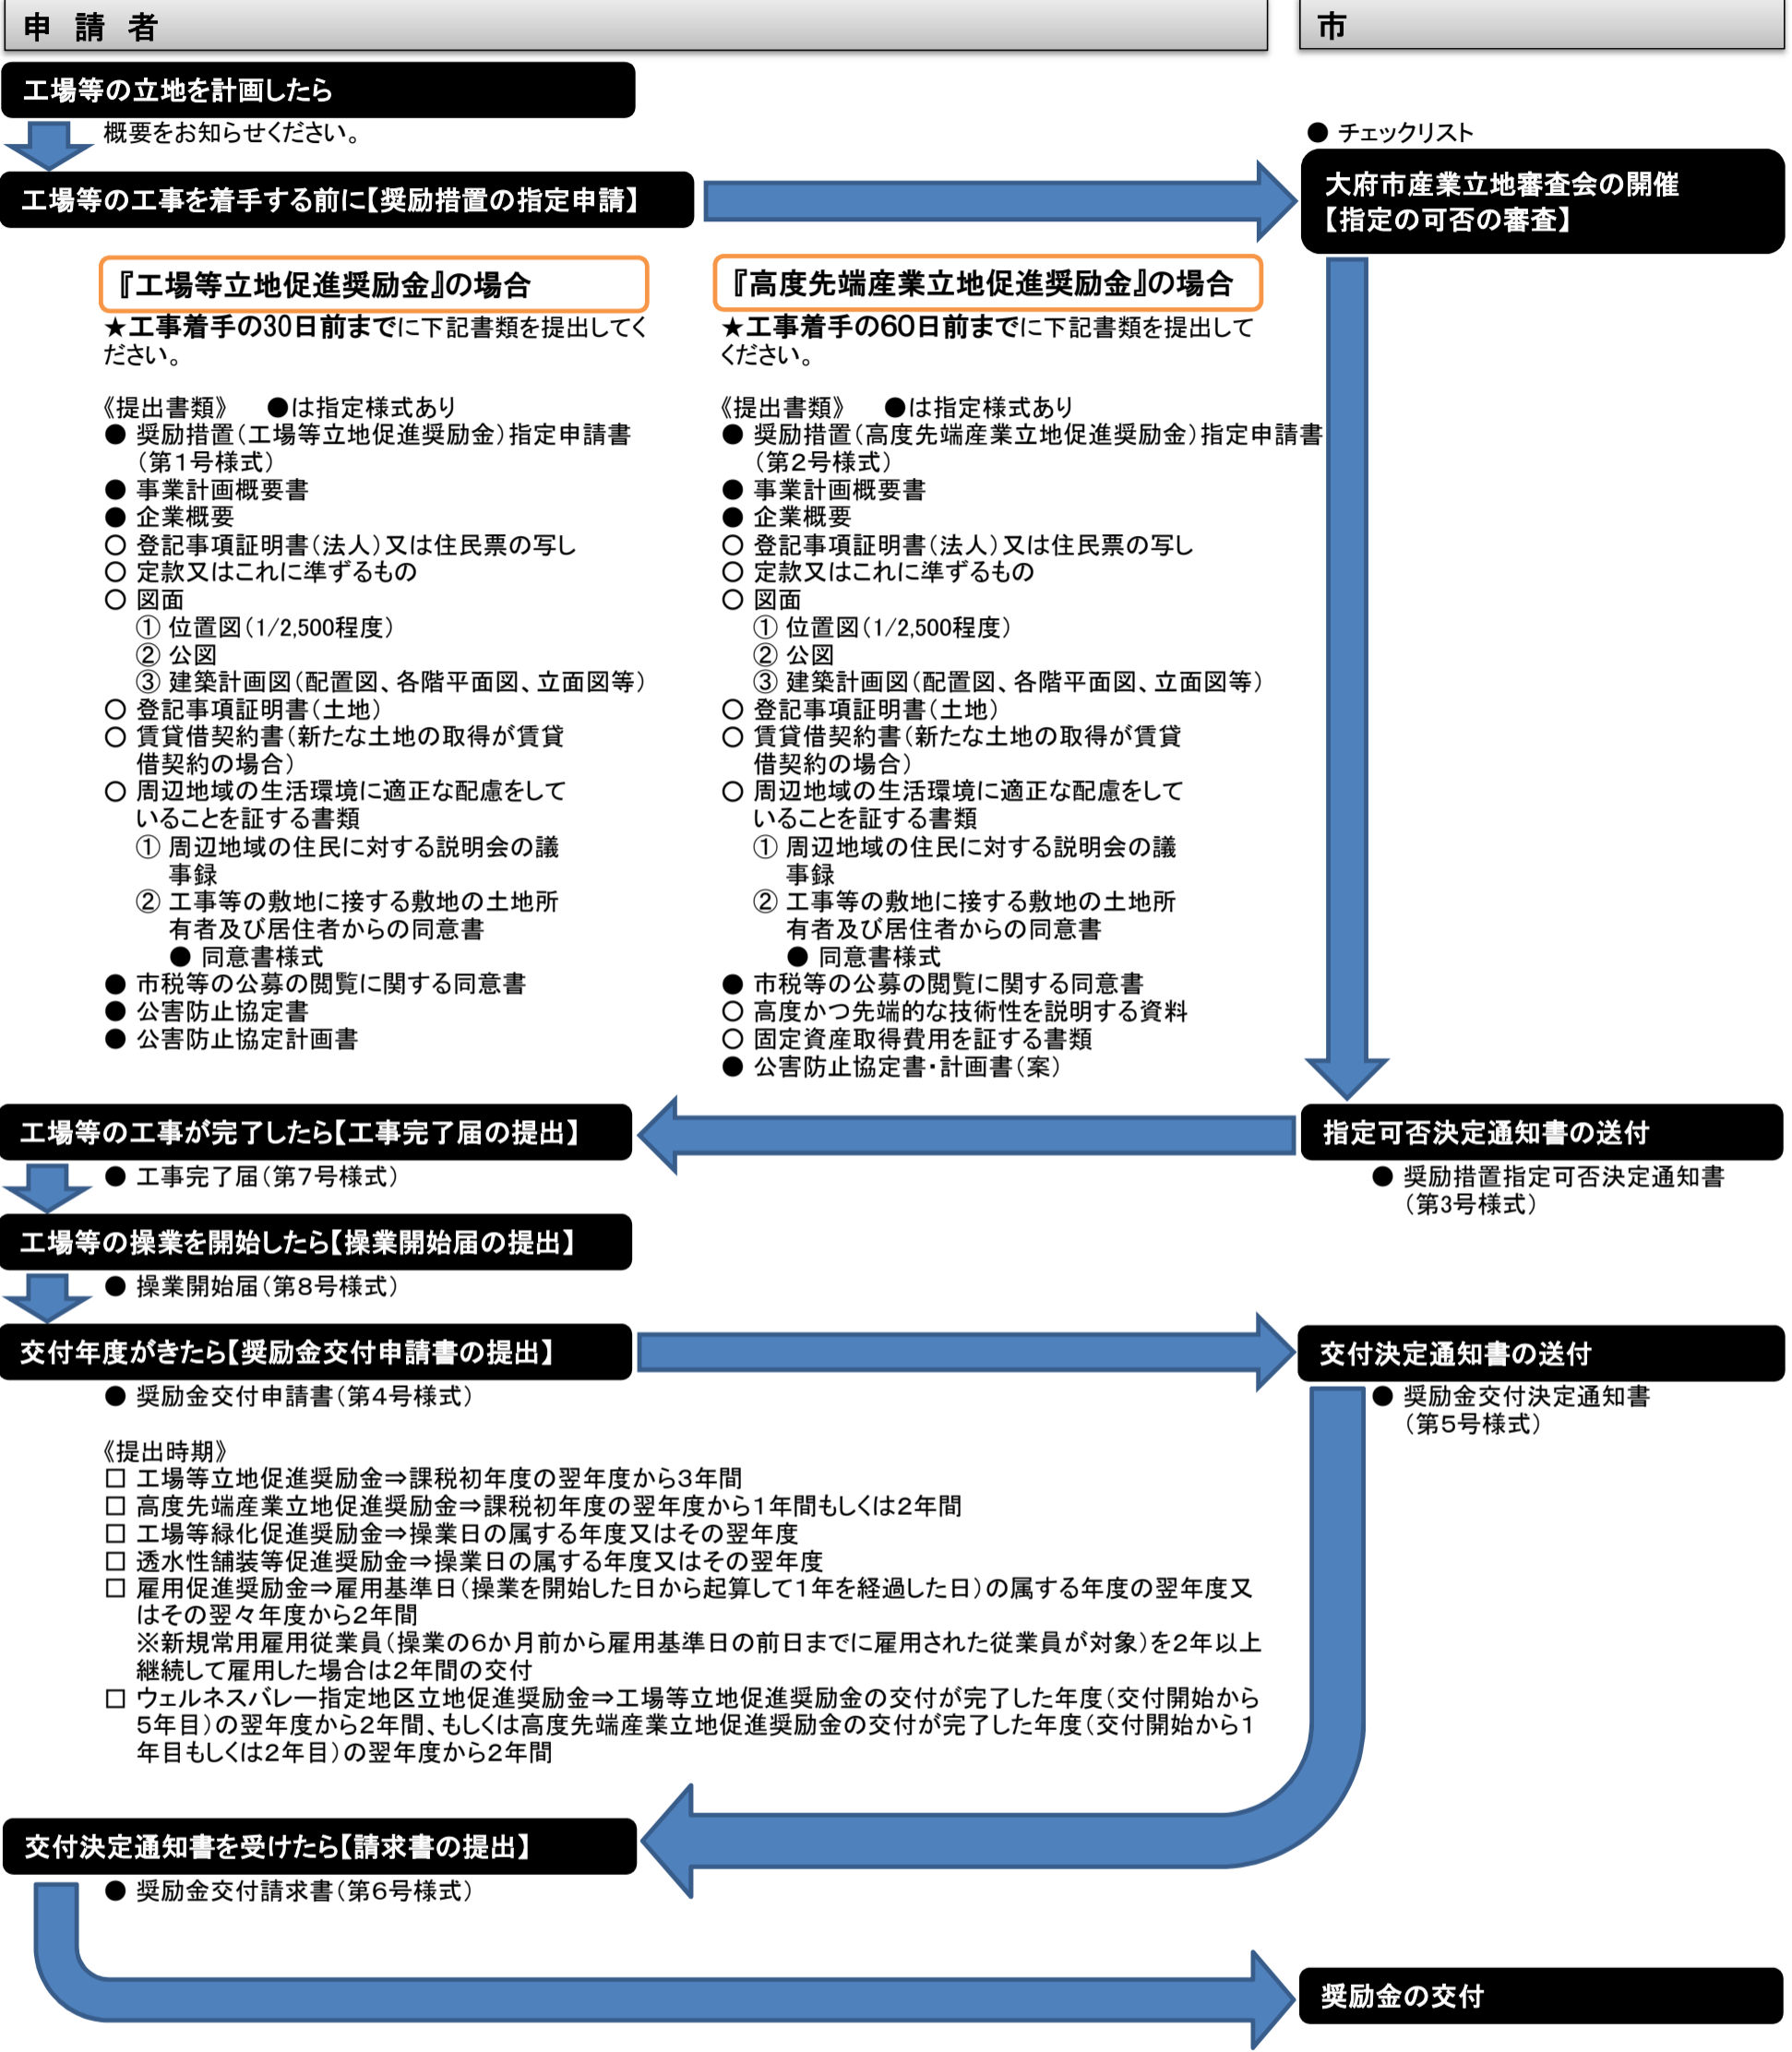 申 請 者
市
工場等の立地を計画したら
概要をお知らせください。
● チェックリスト
工場等の工事を着手する前に【奨励措置の指定申請】
大府市産業立地審査会の開催
【指定の可否の審査】
『工場等立地促進奨励金』の場合
★工事着手の30日前までに下記書類を提出してく
ださい。
《提出書類》 ●は指定様式あり
● 奨励措置(工場等立地促進奨励金)指定申請書
(第1号様式)
● 事業計画概要書
● 企業概要
○ 登記事項証明書(法人)又は住民票の写し
○ 定款又はこれに準ずるもの
○ 図面
① 位置図(1/2,500程度)
② 公図
③ 建築計画図(配置図、各階平面図、立面図等)
○ 登記事項証明書(土地)
○ 賃貸借契約書(新たな土地の取得が賃貸
借契約の場合)
○ 周辺地域の生活環境に適正な配慮をして
いることを証する書類
① 周辺地域の住民に対する説明会の議
事録
② 工事等の敷地に接する敷地の土地所
有者及び居住者からの同意書
● 同意書様式
● 市税等の公募の閲覧に関する同意書
● 公害防止協定書
● 公害防止協定計画書
『高度先端産業立地促進奨励金』の場合
★工事着手の60日前までに下記書類を提出して
ください。
《提出書類》 ●は指定様式あり
● 奨励措置(高度先端産業立地促進奨励金)指定申請書
(第2号様式)
● 事業計画概要書
● 企業概要
○ 登記事項証明書(法人)又は住民票の写し
○ 定款又はこれに準ずるもの
○ 図面
① 位置図(1/2,500程度)
② 公図
③ 建築計画図(配置図、各階平面図、立面図等)
○ 登記事項証明書(土地)
○ 賃貸借契約書(新たな土地の取得が賃貸
借契約の場合)
○ 周辺地域の生活環境に適正な配慮をして
いることを証する書類
① 周辺地域の住民に対する説明会の議
事録
② 工事等の敷地に接する敷地の土地所
有者及び居住者からの同意書
● 同意書様式
● 市税等の公募の閲覧に関する同意書
○ 高度かつ先端的な技術性を説明する資料
○ 固定資産取得費用を証する書類
● 公害防止協定書・計画書(案)
工場等の工事が完了したら【工事完了届の提出】
指定可否決定通知書の送付
● 工事完了届(第7号様式)
● 奨励措置指定可否決定通知書
(第3号様式)
工場等の操業を開始したら【操業開始届の提出】
● 操業開始届(第8号様式)
交付年度がきたら【奨励金交付申請書の提出】
交付決定通知書の送付
● 奨励金交付申請書(第4号様式)
● 奨励金交付決定通知書
(第5号様式)
《提出時期》
□ 工場等立地促進奨励金⇒課税初年度の翌年度から3年間
□ 高度先端産業立地促進奨励金⇒課税初年度の翌年度から1年間もしくは2年間
□ 工場等緑化促進奨励金⇒操業日の属する年度又はその翌年度
□ 透水性舗装等促進奨励金⇒操業日の属する年度又はその翌年度
□ 雇用促進奨励金⇒雇用基準日(操業を開始した日から起算して1年を経過した日)の属する年度の翌年度又
はその翌々年度から2年間
※新規常用雇用従業員(操業の6か月前から雇用基準日の前日までに雇用された従業員が対象)を2年以上
継続して雇用した場合は2年間の交付
□ ウェルネスバレー指定地区立地促進奨励金⇒工場等立地促進奨励金の交付が完了した年度(交付開始から
5年目)の翌年度から2年間、もしくは高度先端産業立地促進奨励金の交付が完了した年度(交付開始から1
年目もしくは2年目)の翌年度から2年間
交付決定通知書を受けたら【請求書の提出】
● 奨励金交付請求書(第6号様式)
奨励金の交付